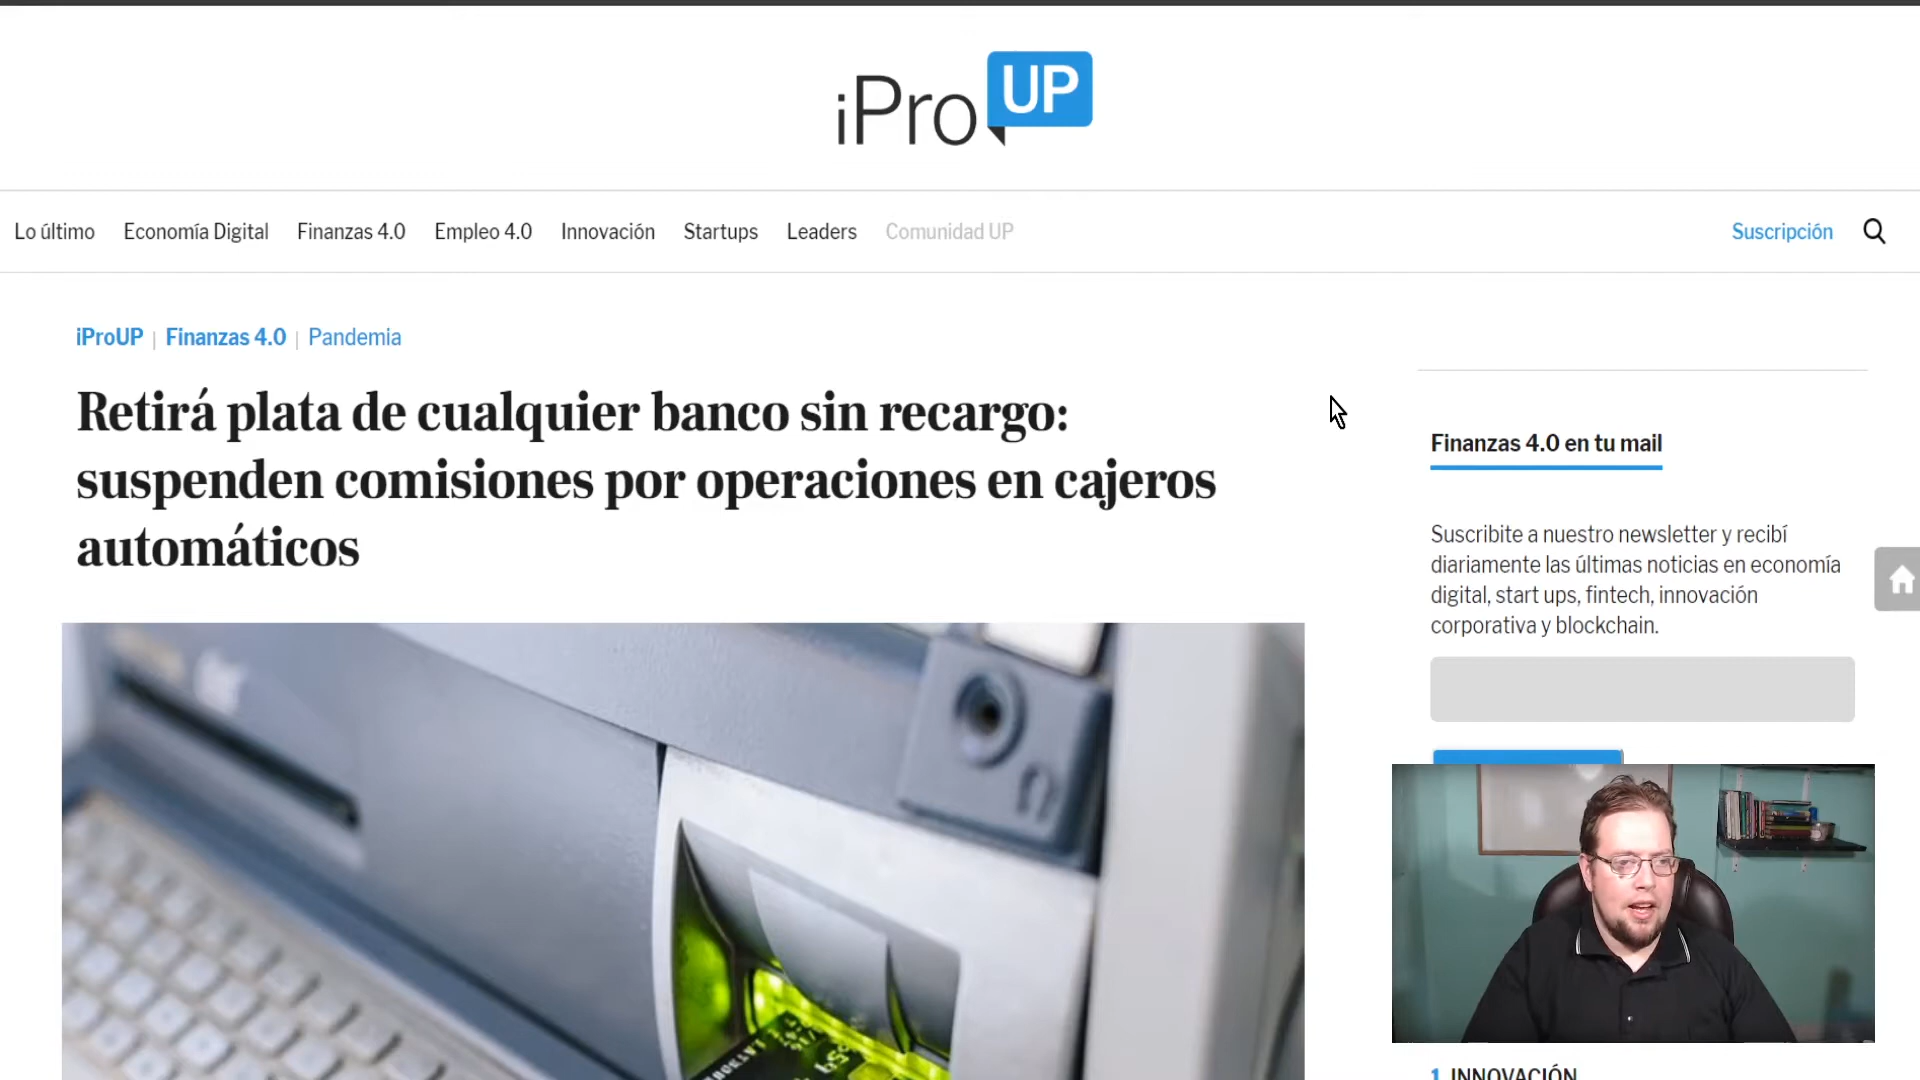 iPro UP
Lo último Economía Digital Finanzas 4.0 Empleo 4.0 Innovación Startups Leaders Comunidad UP Suscripción
iProUP | Finanzas 4.0 | Pandemia
Retirá plata de cualquier banco sin recargo:
suspenden comisiones por operaciones en cajeros
automáticos
Finanzas 4.0 en tu mail
Suscribite a nuestro newsletter y recibí
diariamente las últimas noticias en economía
digital, start ups, fintech, innovación
corporativa y blockchain.
1 INNOVACIÓN